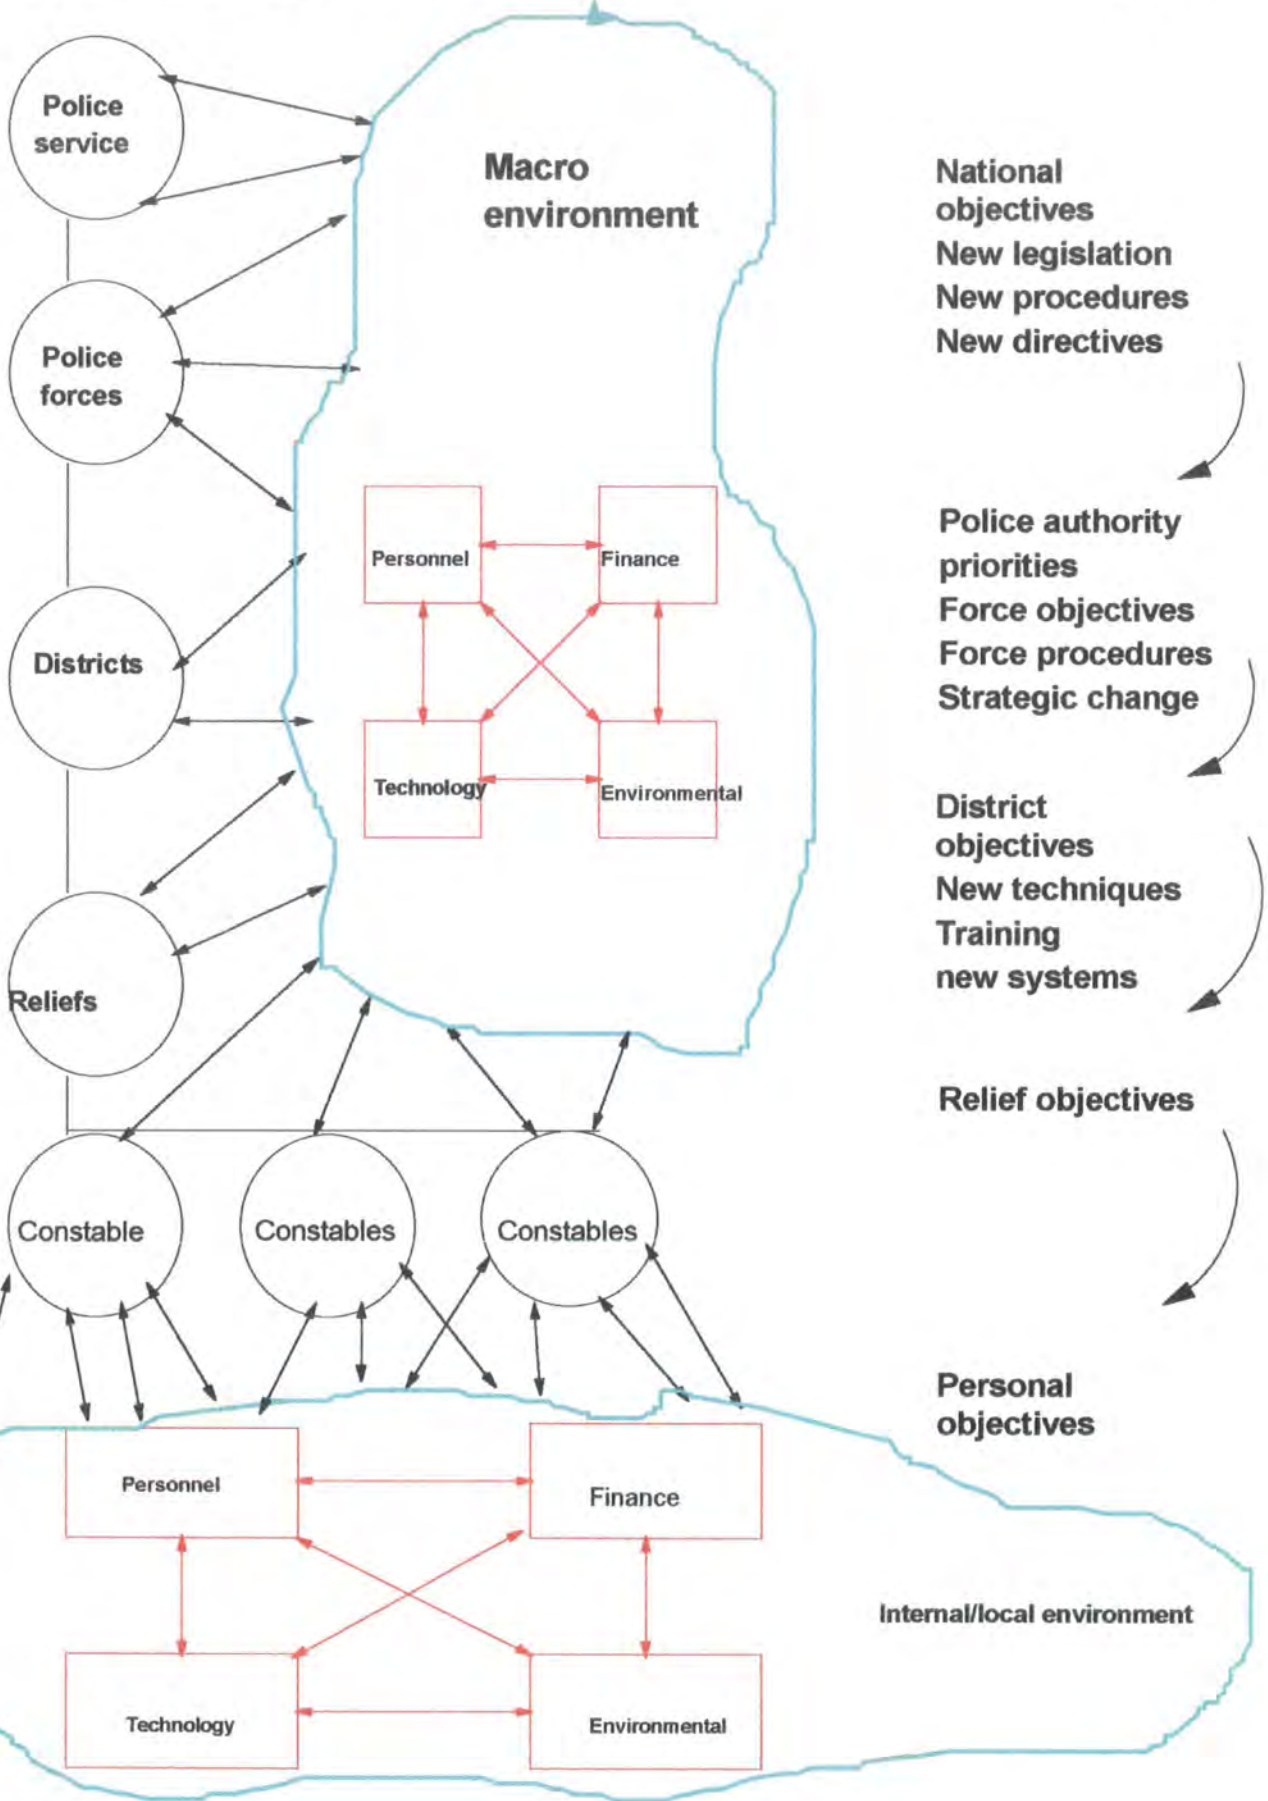 Police
service
Macro
environment
National
objectives
New legislation
New procedures
New directives
Police
forces
Personnel
Finance
Police authority
priorities
Force objectives
Force procedures
Strategic change
Districts
Technology
Environmental
District
objectives
New techniques
Training
new systems
Reliefs
Relief objectives
Constable
Constables
Constables
Personal
objectives
Personnel
Finance
Internal/local environment
Technology
Environmental